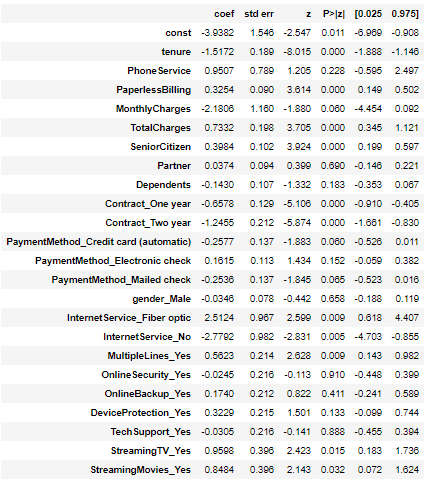 coef std err z P>|z| [0.025 0.975]
const -3.9382 1.546 -2.547 0.011 -6.969 -0.908
tenure -1.5172 0.189 -8.015 0.000 -1.888 -1.146
PhoneService 0.9507 0.789 1.205 0.228 -0.595 2.497
PaperlessBilling 0.3254 0.090 3.614 0.000 0.149 0.502
MonthlyCharges -2.1806 1.160 -1.880 0.060 -4.454 0.092
TotalCharges 0.7332 0.198 3.705 0.000 0.345 1.121
SeniorCitizen 0.3984 0.102 3.924 0.000 0.199 0.597
Partner 0.0374 0.094 0.399 0.690 -0.146 0.221
Dependents -0.1430 0.107 -1.332 0.183 -0.353 0.067
Contract_One year -0.6578 0.129 -5.106 0.000 -0.910 -0.405
Contract_Two year -1.2455 0.212 -5.874 0.000 -1.661 -0.830
PaymentMethod_Credit card (automatic) -0.2577 0.137 -1.883 0.060 -0.526 0.011
PaymentMethod_Electronic check 0.1615 0.113 1.434 0.152 -0.059 0.382
PaymentMethod_Mailed check -0.2536 0.137 -1.845 0.065 -0.523 0.016
gender_Male -0.0346 0.078 -0.442 0.658 -0.188 0.119
InternetService_Fiber optic 2.5124 0.967 2.599 0.009 0.618 4.407
InternetService_No -2.7792 0.982 -2.831 0.005 -4.703 -0.855
MultipleLines_Yes 0.5623 0.214 2.628 0.009 0.143 0.982
OnlineSecurity_Yes -0.0245 0.216 -0.113 0.910 -0.448 0.399
OnlineBackup_Yes 0.1740 0.212 0.822 0.411 -0.241 0.589
DeviceProtection_Yes 0.3229 0.215 1.501 0.133 -0.099 0.744
TechSupport_Yes -0.0305 0.216 -0.141 0.888 -0.455 0.394
StreamingTV_Yes 0.9598 0.396 2.423 0.015 0.183 1.736
StreamingMovies_Yes 0.8484 0.396 2.143 0.032 0.072 1.624